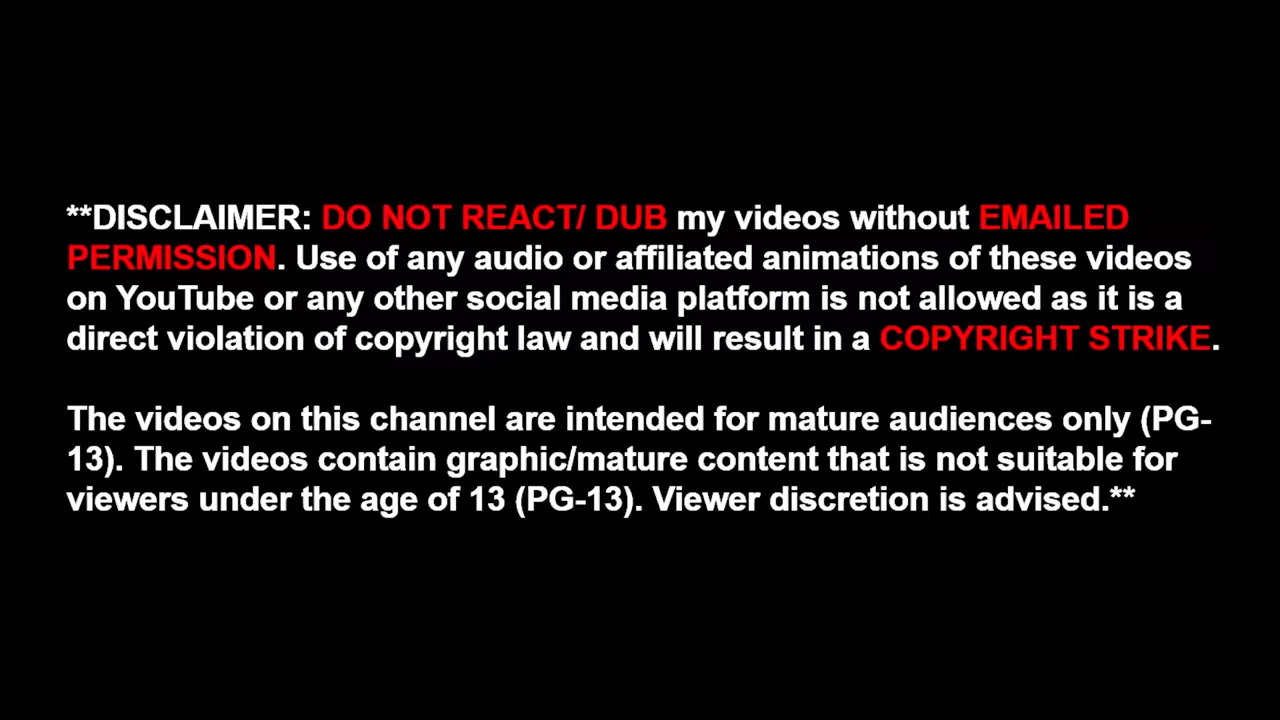 **DISCLAIMER: DO NOT REACT/ DUB my videos without EMAILED
PERMISSION. Use of any audio or affiliated animations of these videos
on YouTube or any other social media platform is not allowed as it is a
direct violation of copyright law and will result in a COPYRIGHT STRIKE.
The videos on this channel are intended for mature audiences only (PG-
13). The videos contain graphic/mature content that is not suitable for
viewers under the age of 13 (PG-13). Viewer discretion is advised.**